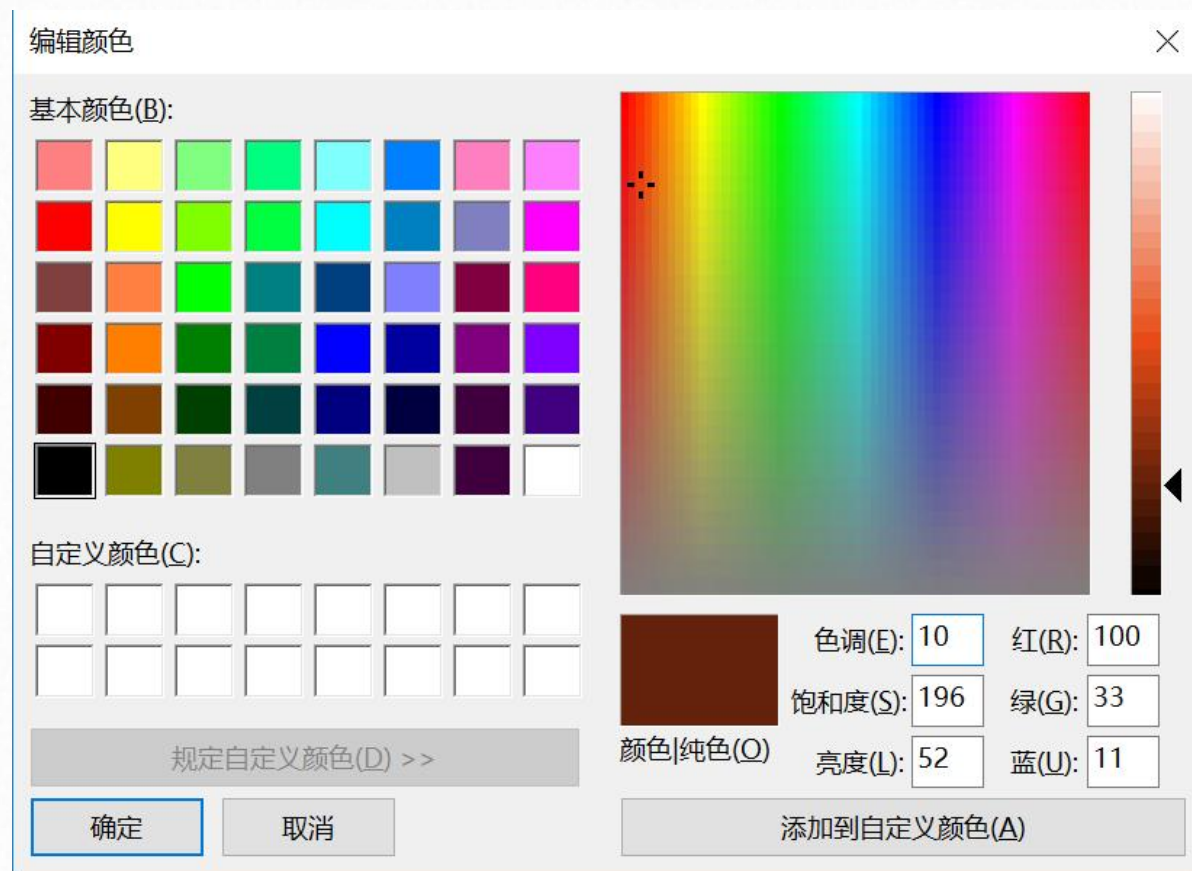 编辑颜色
基本颜色(B):
自定义颜色(C):
规定自定义颜色(D) >>
确定 取消
颜色|纯色(O)
色调(E): 10 红(R): 100
饱和度(S): 196 绿(G): 33
亮度(L): 52 蓝(U): 11
添加到自定义颜色(A)